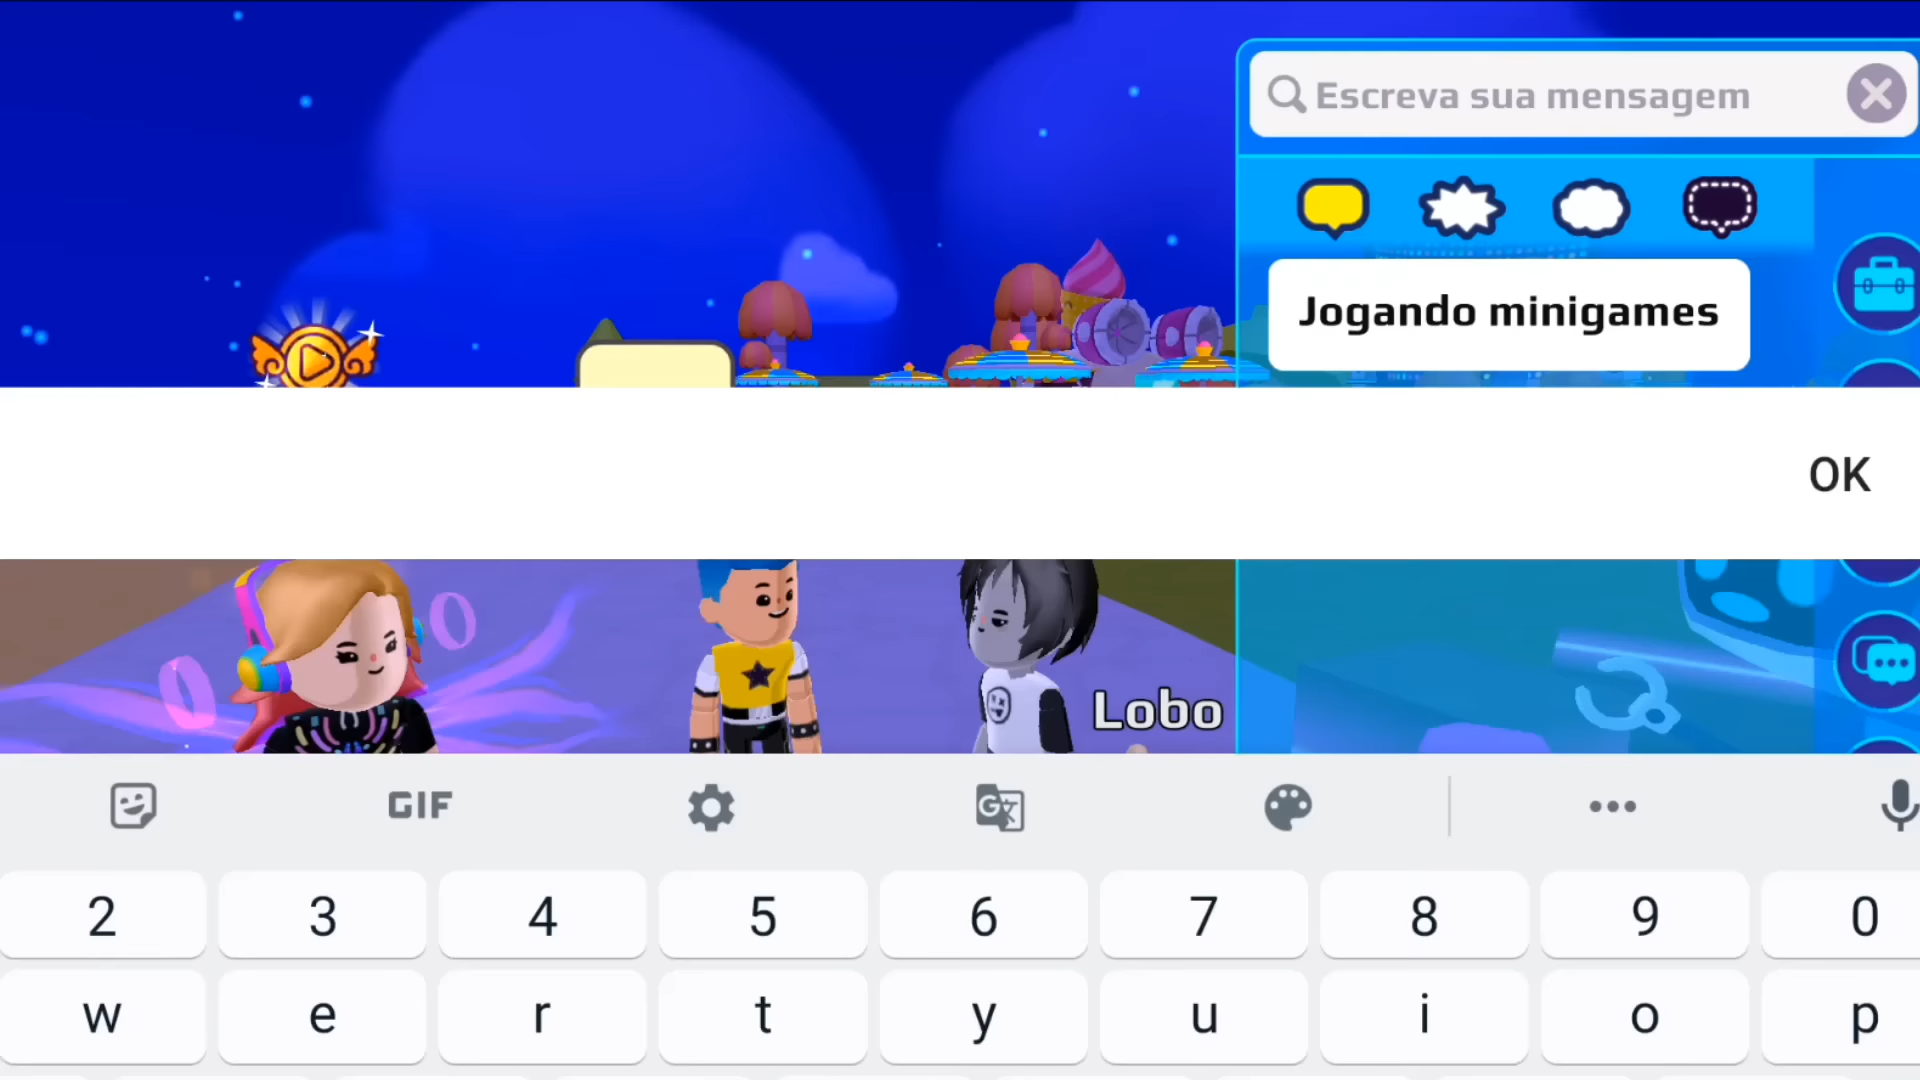 Escreva sua mensagem
Jogando minigames
OK
Lobo
GIF
G
2 3 4 5 6 7 8 9 0
w e r t y u i o p